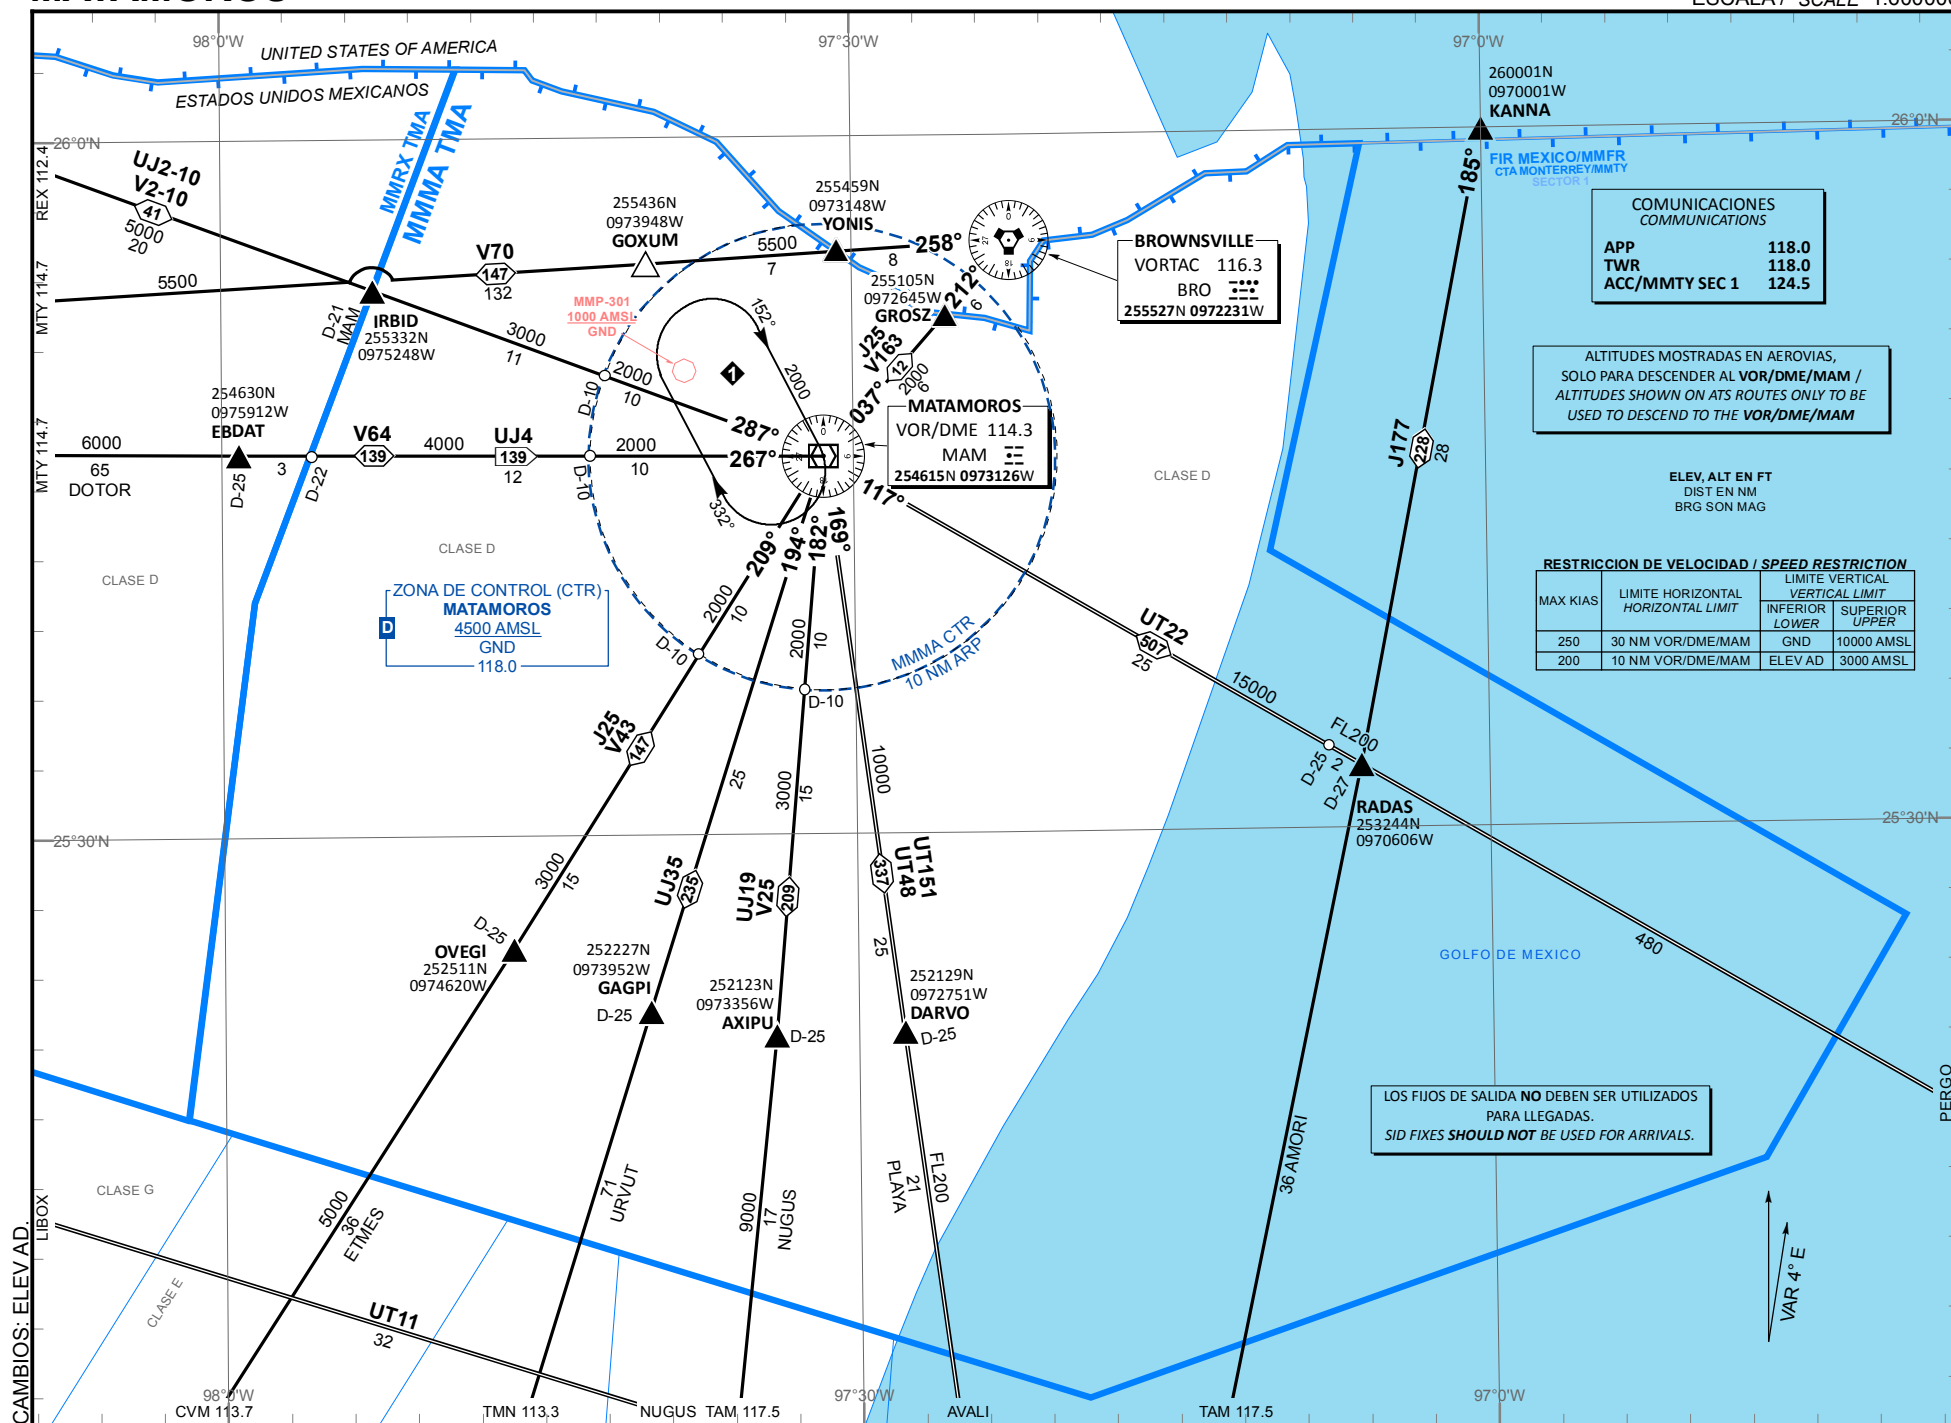 ESCALA / SCALE
98°0'W
97°30'W
97°0'W
UNITED STATES OF AMERICA
ESTADOS UNIDOS MEXICANOS
26°0'N
26°0'N
260001N
0970001W
KANNA
FIR MEXICO/MMFR
CTA MONTERREY/MMTY
SECTOR 1
MMRX TMA
MMMA TMA
REX 112.4
UJ2-10
V2-10
41
5000
20
185°
COMUNICACIONES
COMMUNICATIONS
APP 118.0
TWR 118.0
ACC/MMTY SEC 1 124.5
255436N
0973948W
GOXUM
255459N
0973148W
YONIS
V70
147
132
5500
7
8
258°
5500
MTY 114.7
BROWNSVILLE
VORTAC 116.3
BRO
255527N 0972231W
255105N
0972645W
GROSZ
212°
6
J25
V163
12
2000
6
037°
D-21
MAM
IRBID
255332N
0975248W
3000
11
MMP-301
1000 AMSL
GND
152°
2000
1
D-10
2000
10
287°
ALTITUDES MOSTRADAS EN AEROVIAS,
SOLO PARA DESCENDER AL VOR/DME/MAM /
ALTITUDES SHOWN ON ATS ROUTES ONLY TO BE
USED TO DESCEND TO THE VOR/DME/MAM
254630N
0975912W
EBDAT
MATAMOROS
VOR/DME 114.3
MAM
254615N 0973126W
MTY 114.7
6000
65
DOTOR
D-25
3
D-22
V64
139
4000
UJ4
139
12
D-10
2000
10
267°
332°
J177
228
28
CLASE D
CLASE D
CLASE D
ELEV, ALT EN FT
DIST EN NM
BRG SON MAG
117°
169°
182°
194°
209°
RESTRICCION DE VELOCIDAD / SPEED RESTRICTION
MAX KIAS
LIMITE HORIZONTAL
HORIZONTAL LIMIT
LIMITE VERTICAL
VERTICAL LIMIT
INFERIOR
LOWER
SUPERIOR
UPPER
250 30 NM VOR/DME/MAM GND 10000 AMSL
200 10 NM VOR/DME/MAM ELEV AD 3000 AMSL
ZONA DE CONTROL (CTR)
MATAMOROS
D
4500 AMSL
GND
118.0
2000
10
D-10
2000
10
D-10
MMMA CTR
10 NM ARP
UT22
507
25
15000
FL200
D-25
2
D-27
RADAS
253244N
0970606W
J25
V43
147
25
3000
15
10000
25°30'N
25°30'N
3000
15
UJ35
235
UJ19
V25
209
337
UT151
UT48
25
D-25
OVEGI
252511N
0974620W
252227N
0973952W
GAGPI
D-25
252123N
0973356W
AXIPU
D-25
252129N
0972751W
DARVO
D-25
480
GOLFO DE MEXICO
PERGO
LOS FIJOS DE SALIDA NO DEBEN SER UTILIZADOS
PARA LLEGADAS.
SID FIXES SHOULD NOT BE USED FOR ARRIVALS.
CLASE G
CLASE E
LIBOX
5000
36
ETMES
71
URVUT
9000
17
NUGUS
FL200
21
PLAYA
36 AMORI
UT11
32
VAR 4° E
CAMBIOS: ELEV AD.
98°0'W
97°30'W
97°0'W
CVM 113.7
TMN 113.3
NUGUS
TAM 117.5
AVALI
TAM 117.5